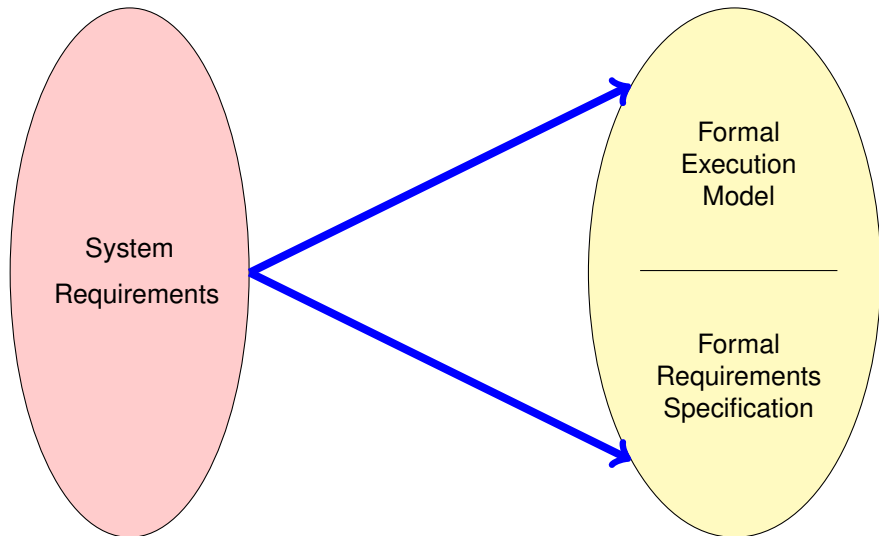 System
Requirements
Formal
Execution
Model
Formal
Requirements
Specification